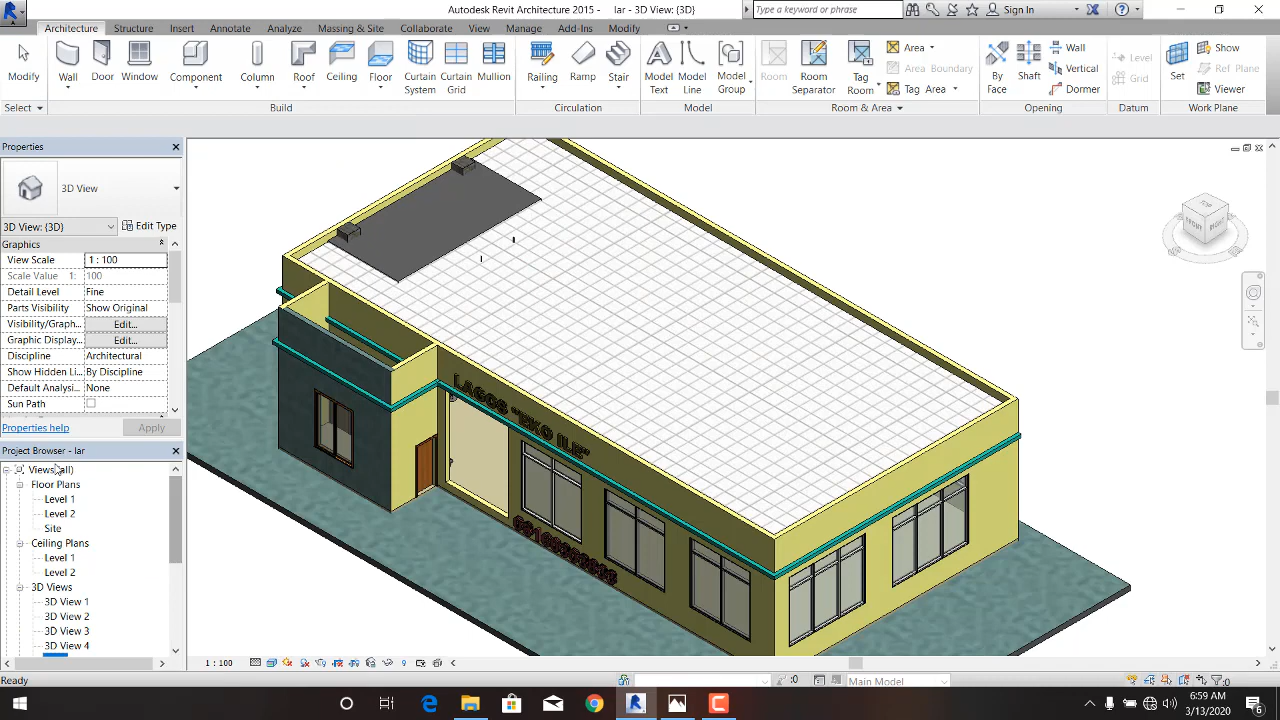 Autodesk Revit Architecture 2015 - lar - 3D View: {3D}
Type a keyword or phrase
Sign In
Architecture Structure Insert Annotate Analyze Massing & Site Collaborate View Manage Add-Ins Modify
Modify Wall Door Window Component Column Roof Ceiling Floor Curtain System Curtain Grid Mullion Railing Ramp Stair Model Text Model Line Model Group Room Room Separator Tag Room
Area
Area Boundary
Tag Area
By Face Shaft
Wall
Vertical
Dormer
Level
Grid
Set
Show
Ref Plane
Viewer
Select Build Circulation Model Room & Area Opening Datum Work Plane
Properties
3D View
3D View: {3D} Edit Type
Graphics
View Scale 1 : 100
Scale Value 1: 100
Detail Level Fine
Parts Visibility Show Original
Visibility/Graph... Edit...
Graphic Display... Edit...
Discipline Architectural
Show Hidden Li... By Discipline
Default Analysi... None
Sun Path
Properties help Apply
Project Browser - lar
Views (all)
Floor Plans
Level 1
Level 2
Site
Ceiling Plans
Level 1
Level 2
3D Views
3D View 1
3D View 2
3D View 3
3D View 4
LAGOS "EKO ILE"
TOP
FRONT
RIGHT
1 : 100
Ready
:0
Main Model
:0
6:59 AM
3/13/2020
6